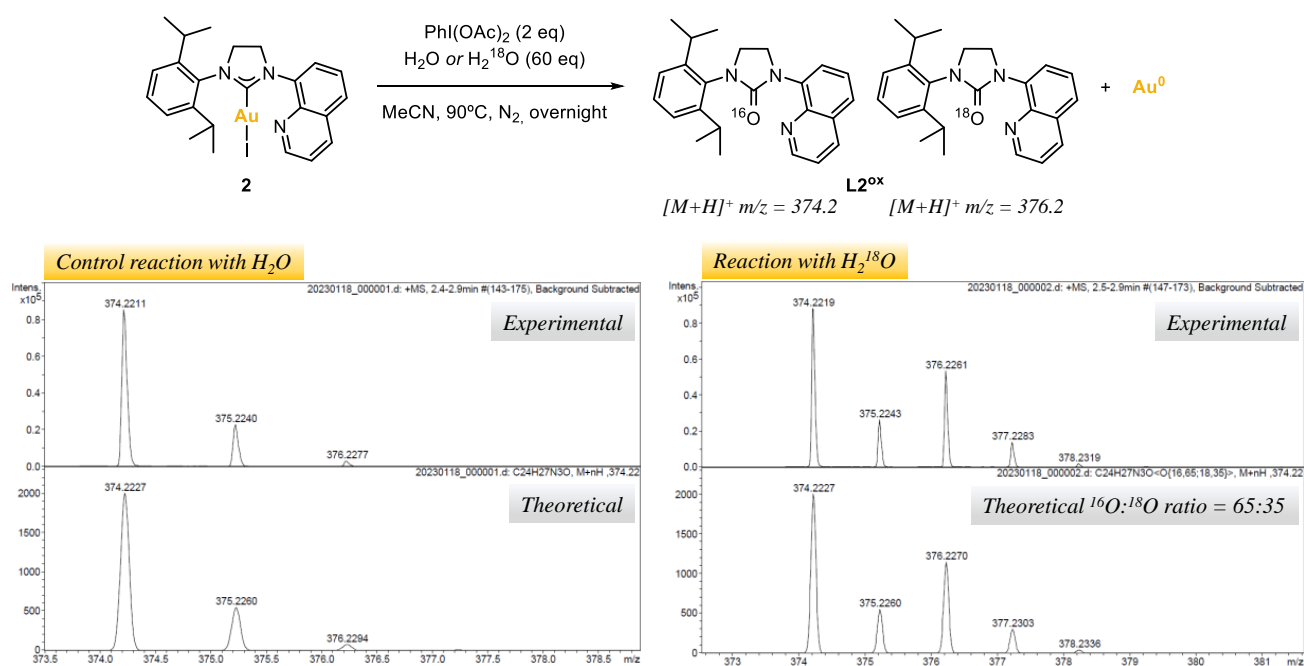 PhI(OAc)₂ (2 eq)
H₂O or H₂¹⁸O (60 eq)
MeCN, 90ºC, N₂, overnight
N N
Au
I
N
2
N N
¹⁶O
N
N N
¹⁸O
N
+ Au⁰
L2ᵒˣ
[M+H]⁺ m/z = 374.2
[M+H]⁺ m/z = 376.2
Control reaction with H₂O
Intens.
x10⁵
20230118_000001.d: +MS, 2.4-2.9min #(143-175), Background Subtracted
374.2211
Experimental
0.8
0.6
0.4
375.2240
0.2
376.2277
0.0
20230118_000001.d: C24H27N3O, M+nH ,374.22
374.2227
2000
Theoretical
1500
1000
375.2260
500
376.2294
0
373.5 374.0 374.5 375.0 375.5 376.0 376.5 377.0 377.5 378.0 378.5 m/z
Reaction with H₂¹⁸O
Intens.
x10⁵
20230118_000002.d: +MS, 2.5-2.9min #(147-173), Background Subtracted
374.2219
Experimental
0.8
0.6
376.2261
0.4
375.2243
0.2
377.2283
378.2319
0.0
20230118_000002.d: C24H27N3O<O{16,65;18,35}>, M+nH ,374.22
374.2227
2000
Theoretical ¹⁶O:¹⁸O ratio = 65:35
1500
376.2270
1000
375.2260
500
377.2303
378.2336
0
373 374 375 376 377 378 379 380 381 m/z